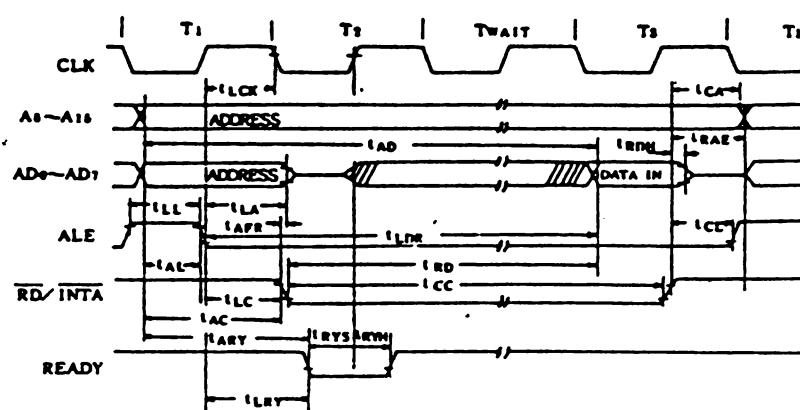 T1 T2 TWAIT T3
CLK
tLCK tCA
A8~A15 ADDRESS
tAD tRDH tRAE
AD0~AD7 ADDRESS DATA IN
tLL tLA tCL
tAFR
ALE tLDR
tAL tRD
RD/INTA tCC
tLC
tAC
tARY tRYS tRYH
READY
tLRY